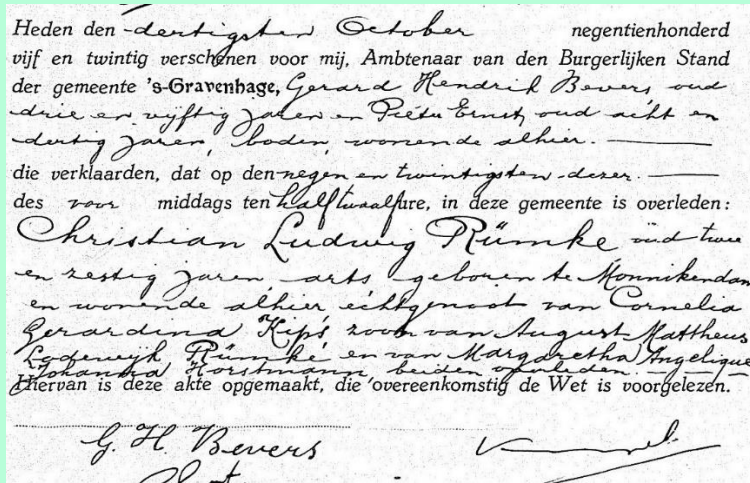 Heden den dertigsten October negentienhonderd
vijf en twintig verschenen voor mij, Ambtenaar van den Burgerlijken Stand
der gemeente 's-Gravenhage, Gerard Hendrik Bevers oud
drie en vijftig jaren en Pieter Ernst, oud acht en
dertig jaren, boden, wonende alhier.
die verklaarden, dat op den negen en twintigsten dezer.
des voor middags ten half twaalf ure, in deze gemeente is overleden:
Christian Ludwig Rümke oud twee
en zestig jaren, arts, geboren te Monnikendam
en wonende alhier echtgenoot van Cornelia
Gerardina Kips, zoon van August Mattheus
Lodewijk Rümke en van Margaretha Angelique
Johanna Horstmann beiden overleden.
Hiervan is deze akte opgemaakt, die overeenkomstig de Wet is voorgelezen.
G. H. Bevers